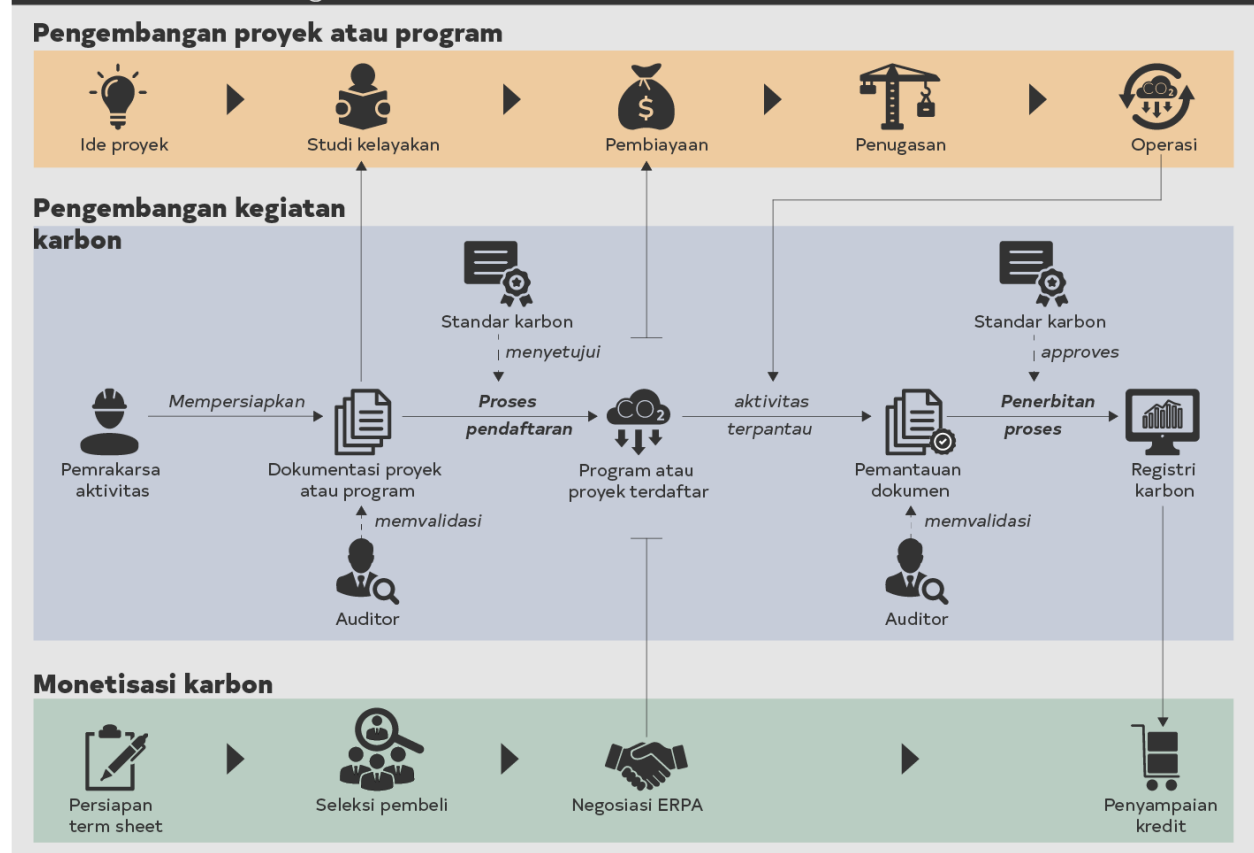 Pengembangan proyek atau program
Ide proyek
Studi kelayakan
$
Pembiayaan
Penugasan
CO2
Operasi
Pengembangan kegiatan
karbon
Standar karbon
menyetujui
Standar karbon
approves
Pemrakarsa
aktivitas
Mempersiapkan
Dokumentasi proyek
atau program
Proses
pendaftaran
CO2
Program atau
proyek terdaftar
aktivitas
terpantau
Pemantauan
dokumen
Penerbitan
proses
Registri
karbon
memvalidasi
Auditor
memvalidasi
Auditor
Monetisasi karbon
Persiapan
term sheet
Seleksi pembeli
Negosiasi ERPA
Penyampaian
kredit